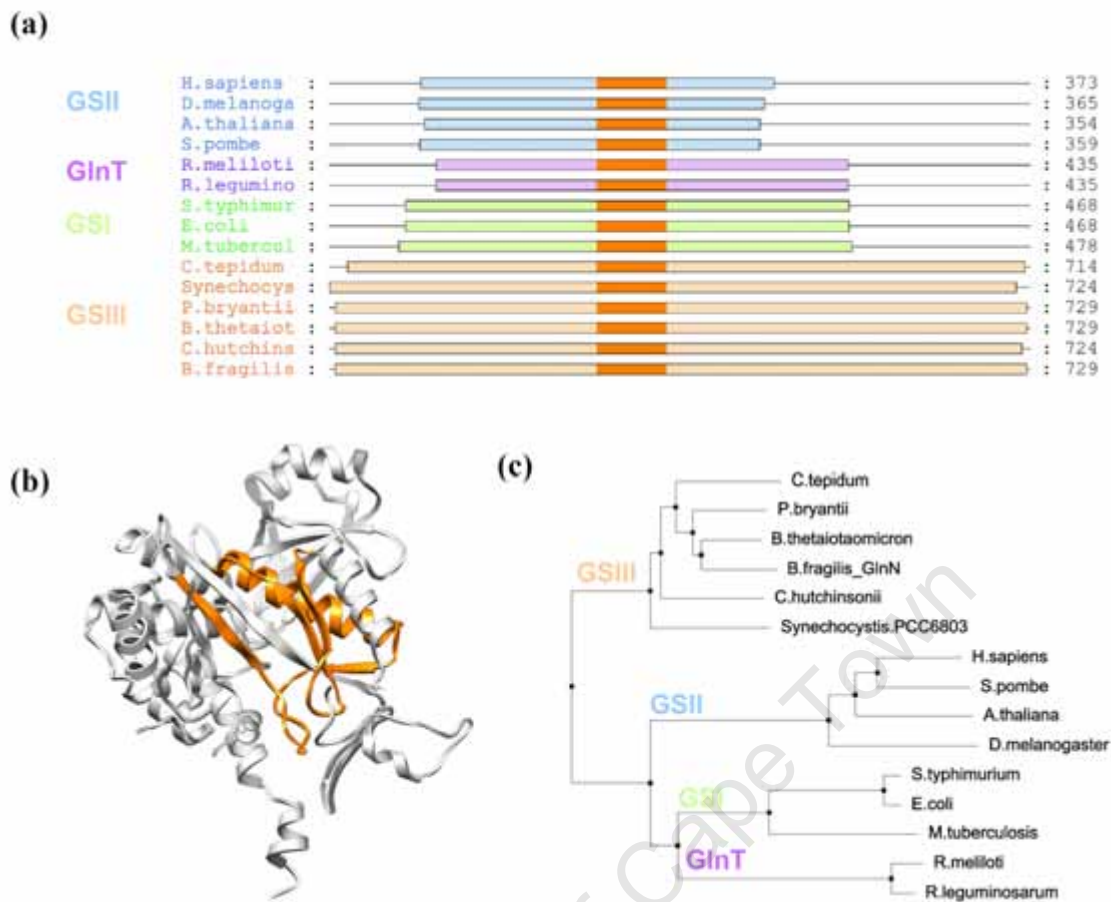 (a)
GSII
H.sapiens : : 373
D.melanoga : : 365
A.thaliana : : 354
S.pombe : : 359
GlnT
R.meliloti : : 435
R.legumino : : 435
GSI
S.typhimur : : 468
E.coli : : 468
M.tubercul : : 478
GSIII
C.tepidum : : 714
Synechocys : : 724
P.bryantii : : 729
B.thetaiot : : 729
C.hutchins : : 724
B.fragilis : : 729
(b)
(c)
C.tepidum
P.bryantii
B.thetaiotaomicron
GSIII
B.fragilis_GlnN
C.hutchinsonii
Synechocystis.PCC6803
H.sapiens
GSII
S.pombe
A.thaliana
D.melanogaster
S.typhimurium
GSI
E.coli
M.tuberculosis
GlnT
R.meliloti
R.leguminosarum
Cape Town